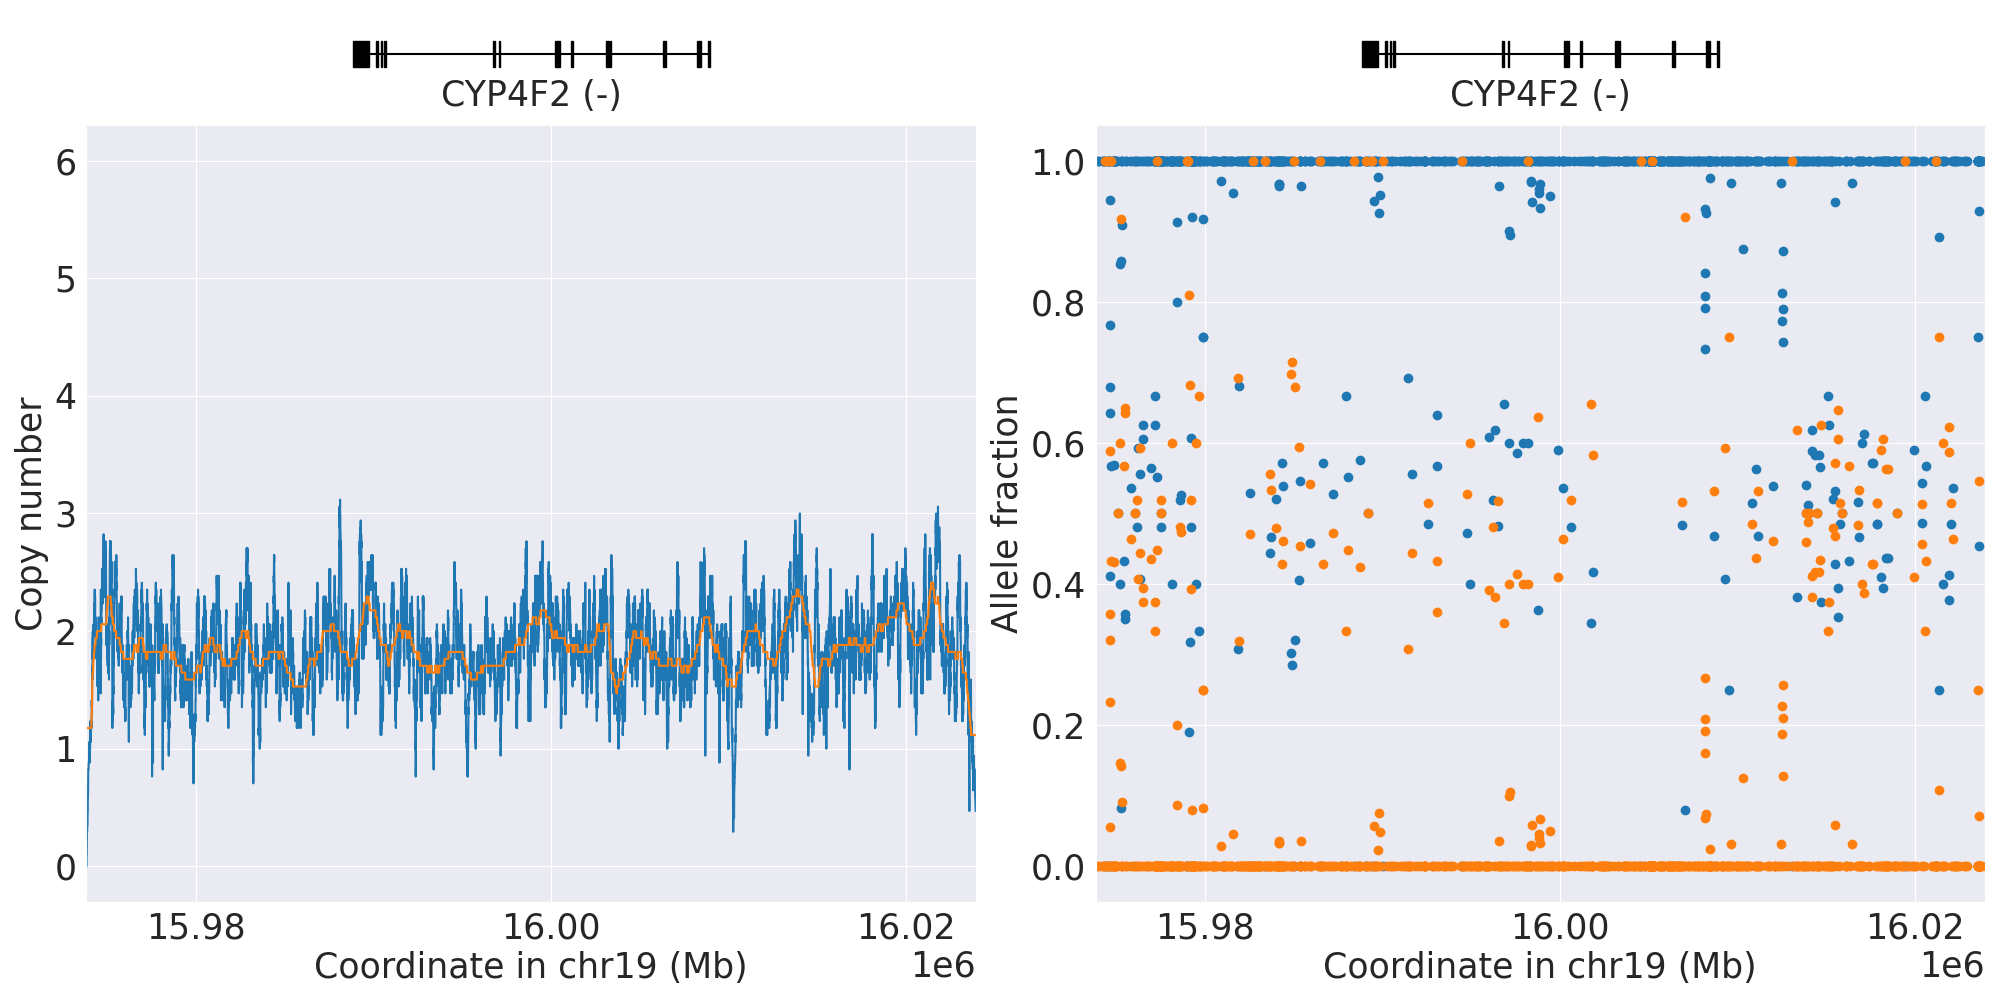 CYP4F2 (-)
6
5
4
3
2
1
0
Copy number
15.98
16.00
16.02
Coordinate in chr19 (Mb)
1e6
CYP4F2 (-)
1.0
0.8
0.6
0.4
0.2
0.0
Allele fraction
15.98
16.00
16.02
Coordinate in chr19 (Mb)
1e6